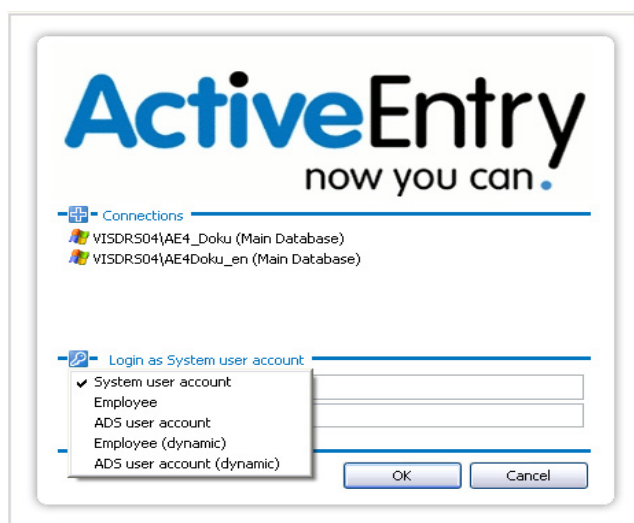 ActiveEntry
now you can.
Connections
VISDRS04\AE4_Doku (Main Database)
VISDRS04\AE4Doku_en (Main Database)
Login as System user account
System user account
Employee
ADS user account
Employee (dynamic)
ADS user account (dynamic)
OK Cancel